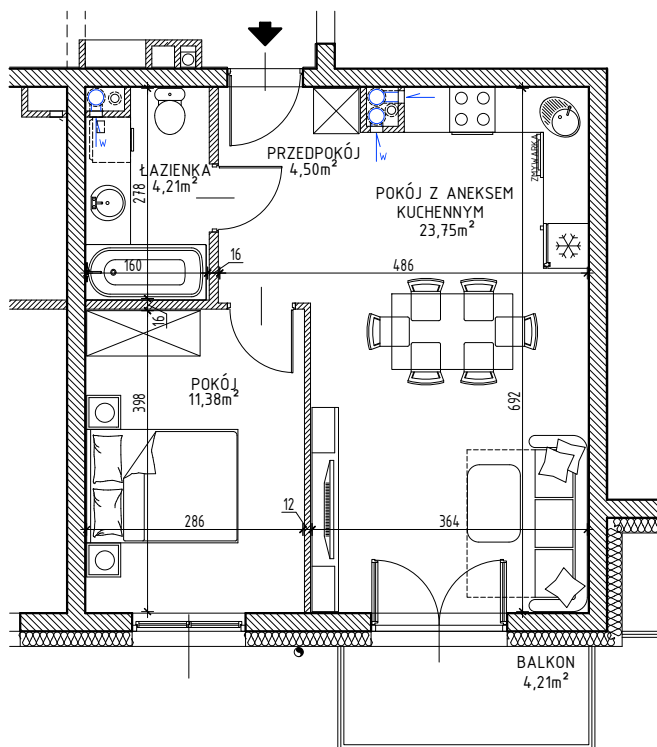 W
ŁAZIENKA
4,21m²
278
PRZEDPOKÓJ
4,50m²
W
ZMYWARKA
POKÓJ Z ANEKSEM
KUCHENNYM
23,75m²
160
16
486
16
POKÓJ
11,38m²
398
692
286
12
364
BALKON
4,21m²